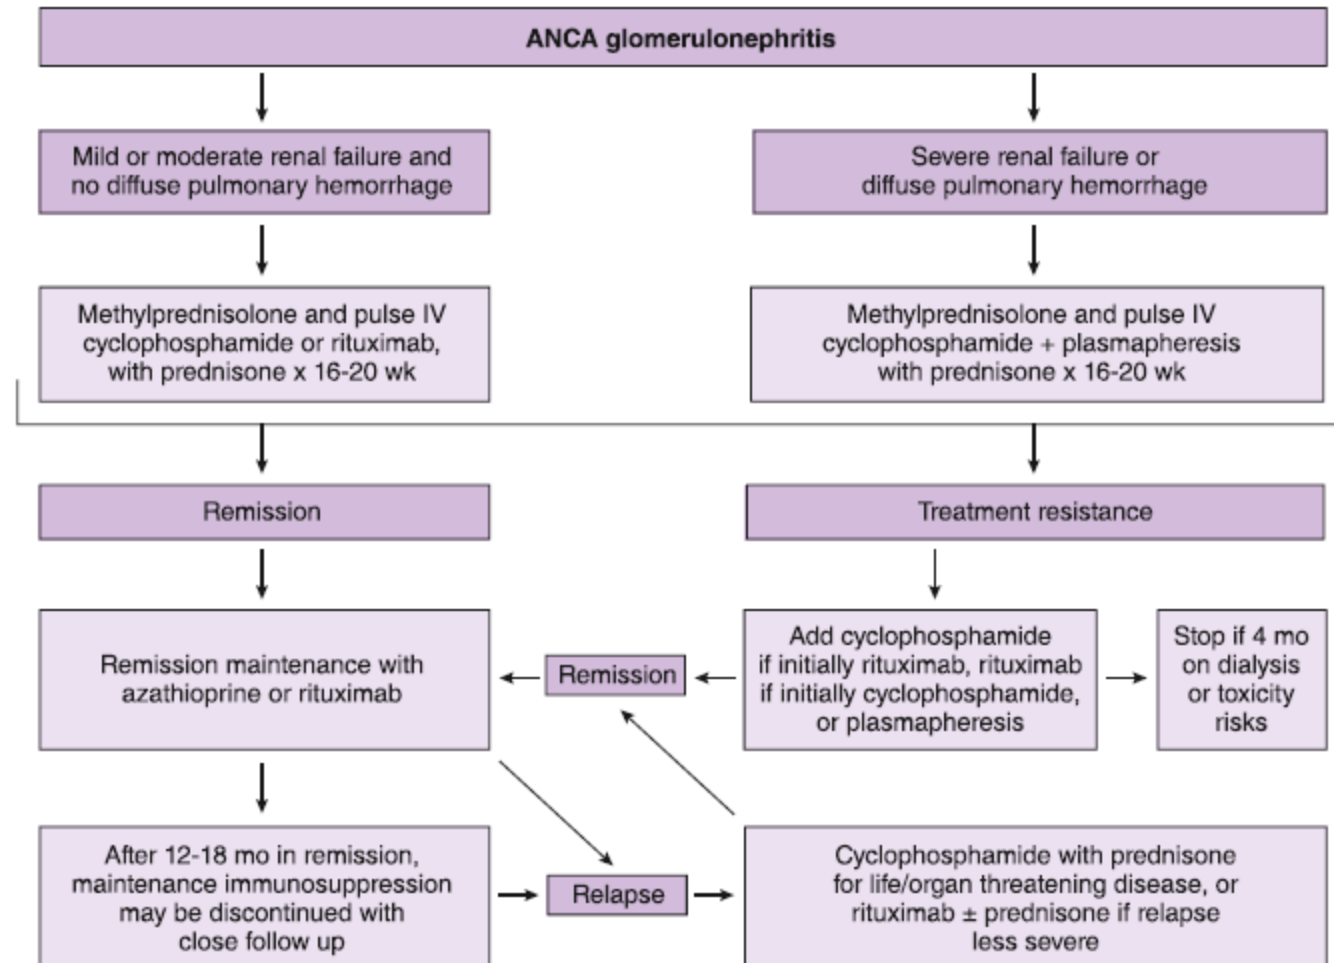 ANCA glomerulonephritis
Mild or moderate renal failure and
no diffuse pulmonary hemorrhage
Severe renal failure or
diffuse pulmonary hemorrhage
Methylprednisolone and pulse IV
cyclophosphamide or rituximab,
with prednisone x 16-20 wk
Methylprednisolone and pulse IV
cyclophosphamide + plasmapheresis
with prednisone x 16-20 wk
Remission
Treatment resistance
Remission maintenance with
azathioprine or rituximab
Remission
Add cyclophosphamide
if initially rituximab, rituximab
if initially cyclophosphamide,
or plasmapheresis
Stop if 4 mo
on dialysis
or toxicity
risks
After 12-18 mo in remission,
maintenance immunosuppression
may be discontinued with
close follow up
Relapse
Cyclophosphamide with prednisone
for life/organ threatening disease, or
rituximab ± prednisone if relapse
less severe